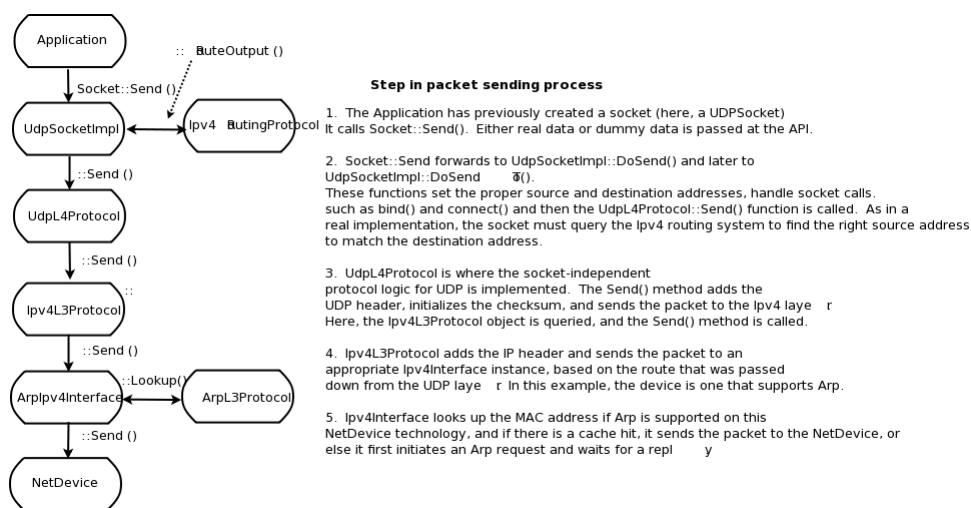 Application
:: RouteOutput ()
Socket::Send ()
UdpSocketImpl
Ipv4 RoutingProtocol
::Send ()
UdpL4Protocol
::Send ()
::
Ipv4L3Protocol
::Send ()
::Lookup()
ArpIpv4Interface
ArpL3Protocol
::Send ()
NetDevice
Step in packet sending process
1. The Application has previously created a socket (here, a UDPSocket)
It calls Socket::Send(). Either real data or dummy data is passed at the API.
2. Socket::Send forwards to UdpSocketImpl::DoSend() and later to
UdpSocketImpl::DoSend To().
These functions set the proper source and destination addresses, handle socket calls.
such as bind() and connect() and then the UdpL4Protocol::Send() function is called. As in a
real implementation, the socket must query the Ipv4 routing system to find the right source address
to match the destination address.
3. UdpL4Protocol is where the socket-independent
protocol logic for UDP is implemented. The Send() method adds the
UDP header, initializes the checksum, and sends the packet to the Ipv4 laye r
Here, the Ipv4L3Protocol object is queried, and the Send() method is called.
4. Ipv4L3Protocol adds the IP header and sends the packet to an
appropriate Ipv4Interface instance, based on the route that was passed
down from the UDP laye r In this example, the device is one that supports Arp.
5. Ipv4Interface looks up the MAC address if Arp is supported on this
NetDevice technology, and if there is a cache hit, it sends the packet to the NetDevice, or
else it first initiates an Arp request and waits for a repl y